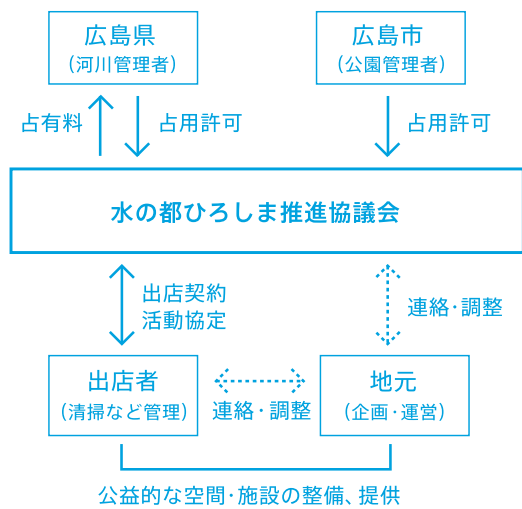 広島県
（河川管理者）
広島市
（公園管理者）
占有料
占用許可
占用許可
水の都ひろしま推進協議会
出店契約
活動協定
連絡・調整
出店者
（清掃など管理）
連絡・調整
地元
（企画・運営）
公益的な空間・施設の整備、提供